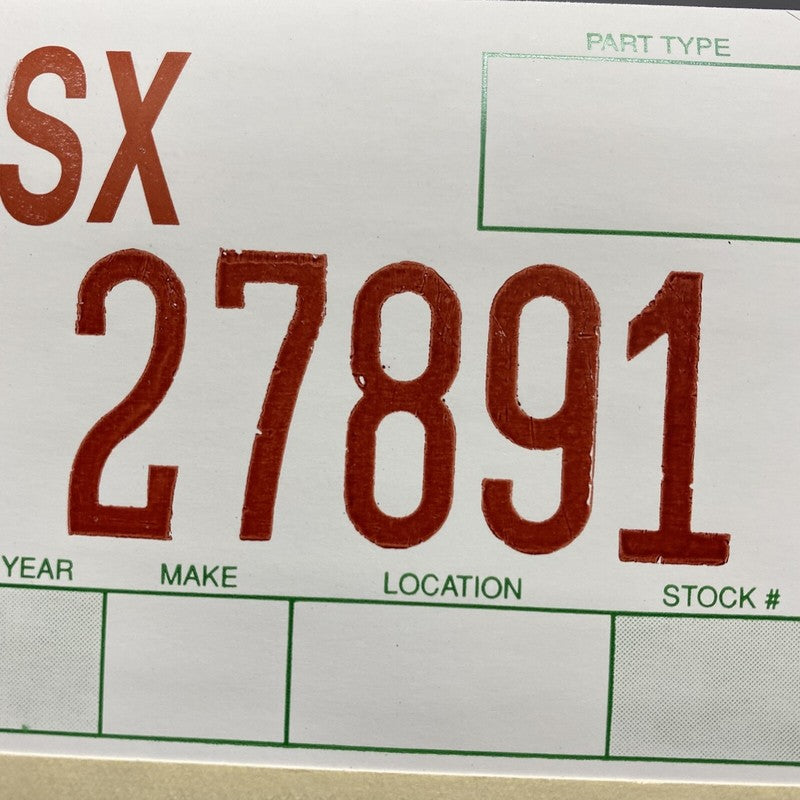 PART TYPE
SX
27891
YEAR MAKE LOCATION STOCK #